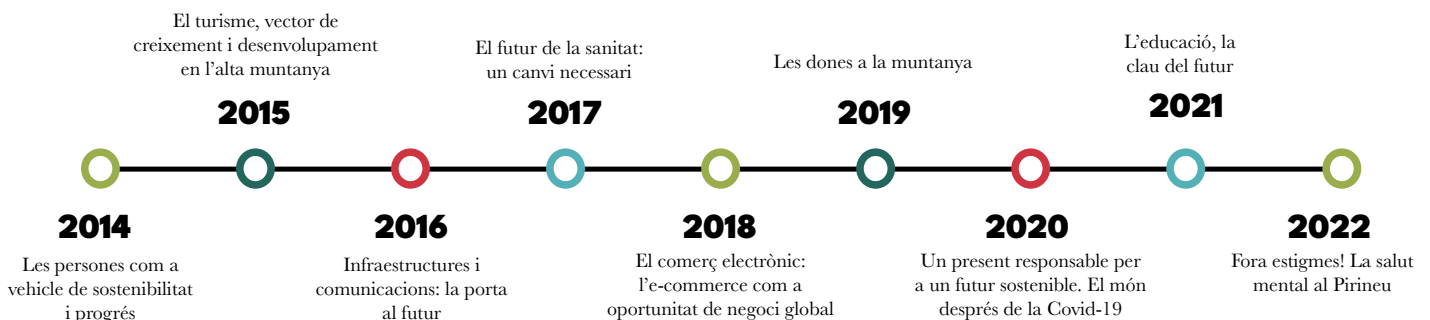 El turisme, vector de
creixement i desenvolupament
en l’alta muntanya
2015
El futur de la sanitat:
un canvi necessari
2017
Les dones a la muntanya
2019
L’educació, la
clau del futur
2021
2014
Les persones com a
vehicle de sostenibilitat
i progrés
2016
Infraestructures i
comunicacions: la porta
al futur
2018
El comerç electrònic:
l’e-commerce com a
oportunitat de negoci global
2020
Un present responsable per
a un futur sostenible. El món
després de la Covid-19
2022
Fora estigmes! La salut
mental al Pirineu